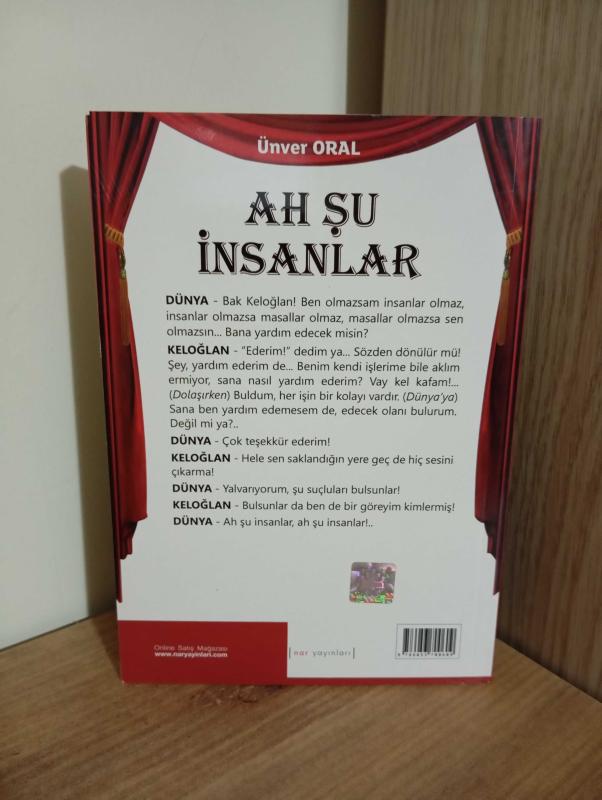 Ünver ORAL
AH ŞU
İNSANLAR
DÜNYA - Bak Keloğlan! Ben olmazsam insanlar olmaz,
insanlar olmazsa masallar olmaz, masallar olmazsa sen
olmazsın... Bana yardım edecek misin?
KELOĞLAN - "Ederim!" dedim ya... Sözden dönülür mü!
Şey, yardım ederim de... Benim kendi işlerime bile aklım
ermiyor, sana nasıl yardım ederim? Vay kel kafam!...
(Dolaşırken) Buldum, her işin bir kolayı vardır. (Dünya'ya)
Sana ben yardım edemesem de, edecek olanı bulurum.
Değil mi ya?..
DÜNYA - Çok teşekkür ederim!
KELOĞLAN - Hele sen saklandığın yere geç de hiç sesini
çıkarma!
DÜNYA - Yalvarıyorum, şu suçluları bulsunlar!
KELOĞLAN - Bulsunlar da ben de bir göreyim kimlermiş!
DÜNYA - Ah şu insanlar, ah şu insanlar!..
Online Satış Mağazası
www.naryayinlari.com
[nar yayınları]